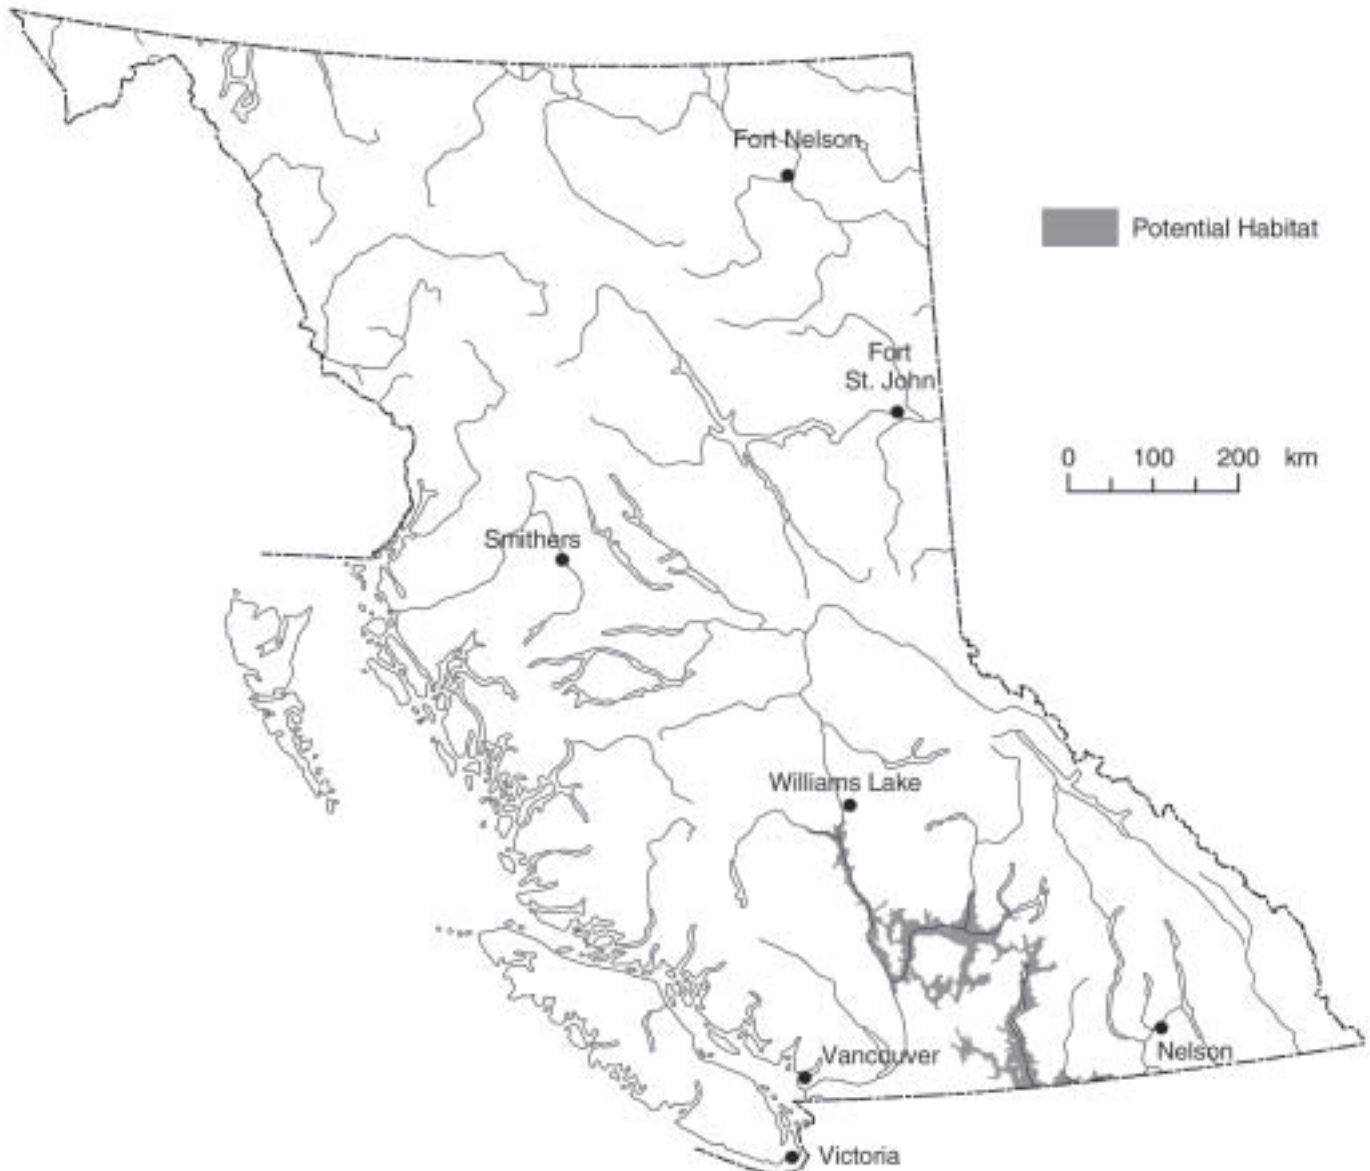 Fort Nelson
Potential Habitat
Fort
St. John
0 100 200 km
Smithers
Williams Lake
Vancouver
Nelson
Victoria